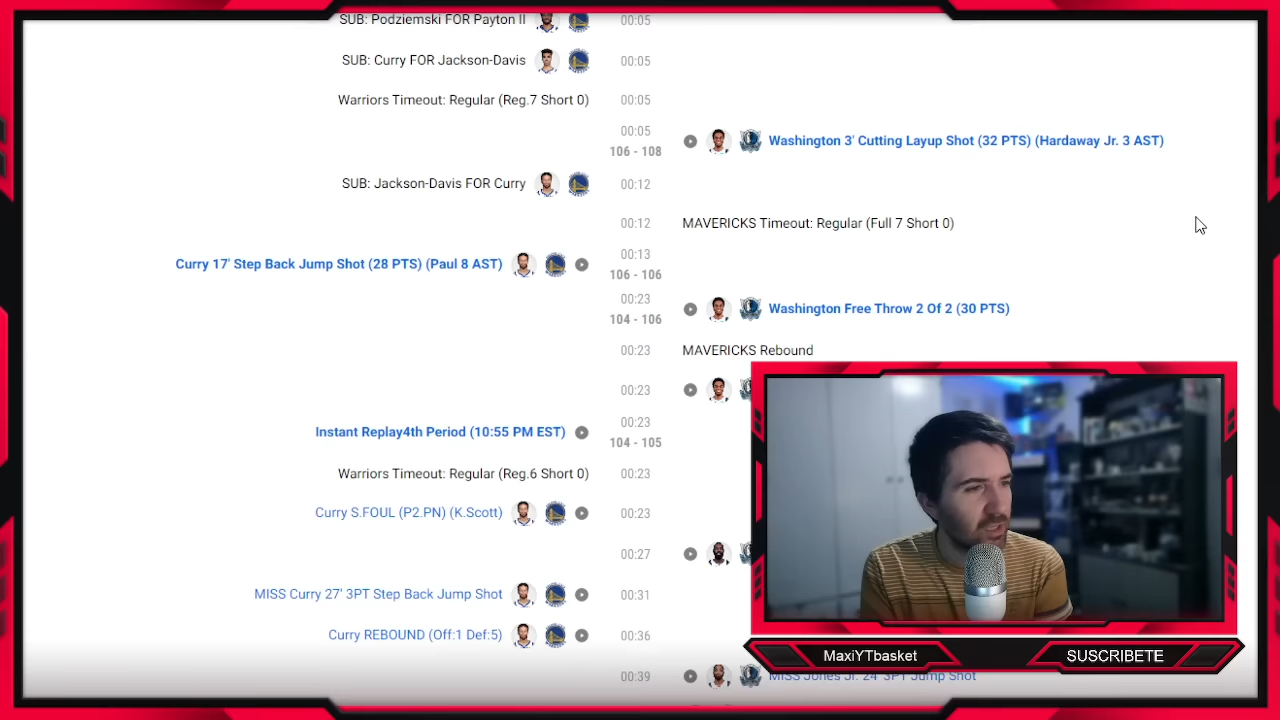 SUB: Podziemski FOR Payton II 00:05
SUB: Curry FOR Jackson-Davis 00:05
Warriors Timeout: Regular (Reg.7 Short 0) 00:05
00:05
106 - 108
Washington 3' Cutting Layup Shot (32 PTS) (Hardaway Jr. 3 AST)
SUB: Jackson-Davis FOR Curry 00:12
00:12 MAVERICKS Timeout: Regular (Full 7 Short 0)
Curry 17' Step Back Jump Shot (28 PTS) (Paul 8 AST)
00:13
106 - 106
00:23
104 - 106
Washington Free Throw 2 Of 2 (30 PTS)
00:23 MAVERICKS Rebound
00:23
Instant Replay4th Period (10:55 PM EST)
00:23
104 - 105
Warriors Timeout: Regular (Reg.6 Short 0) 00:23
Curry S.FOUL (P2.PN) (K.Scott) 00:23
00:27
MISS Curry 27' 3PT Step Back Jump Shot 00:31
Curry REBOUND (Off:1 Def:5) 00:36
00:39 MISS Jones Jr. 24' 3PT Jump Shot
MaxiYTbasket
SUSCRIBETE